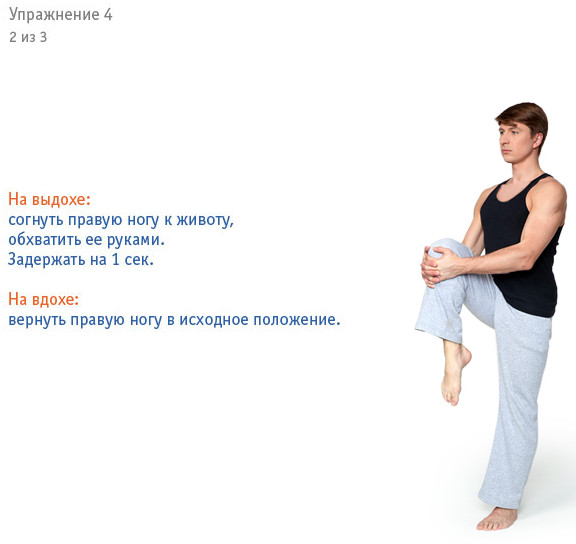 Упражнение 4
2 из 3
На выдохе:
согнуть правую ногу к животу,
обхватить ее руками.
Задержать на 1 сек.
На вдохе:
вернуть правую ногу в исходное положение.